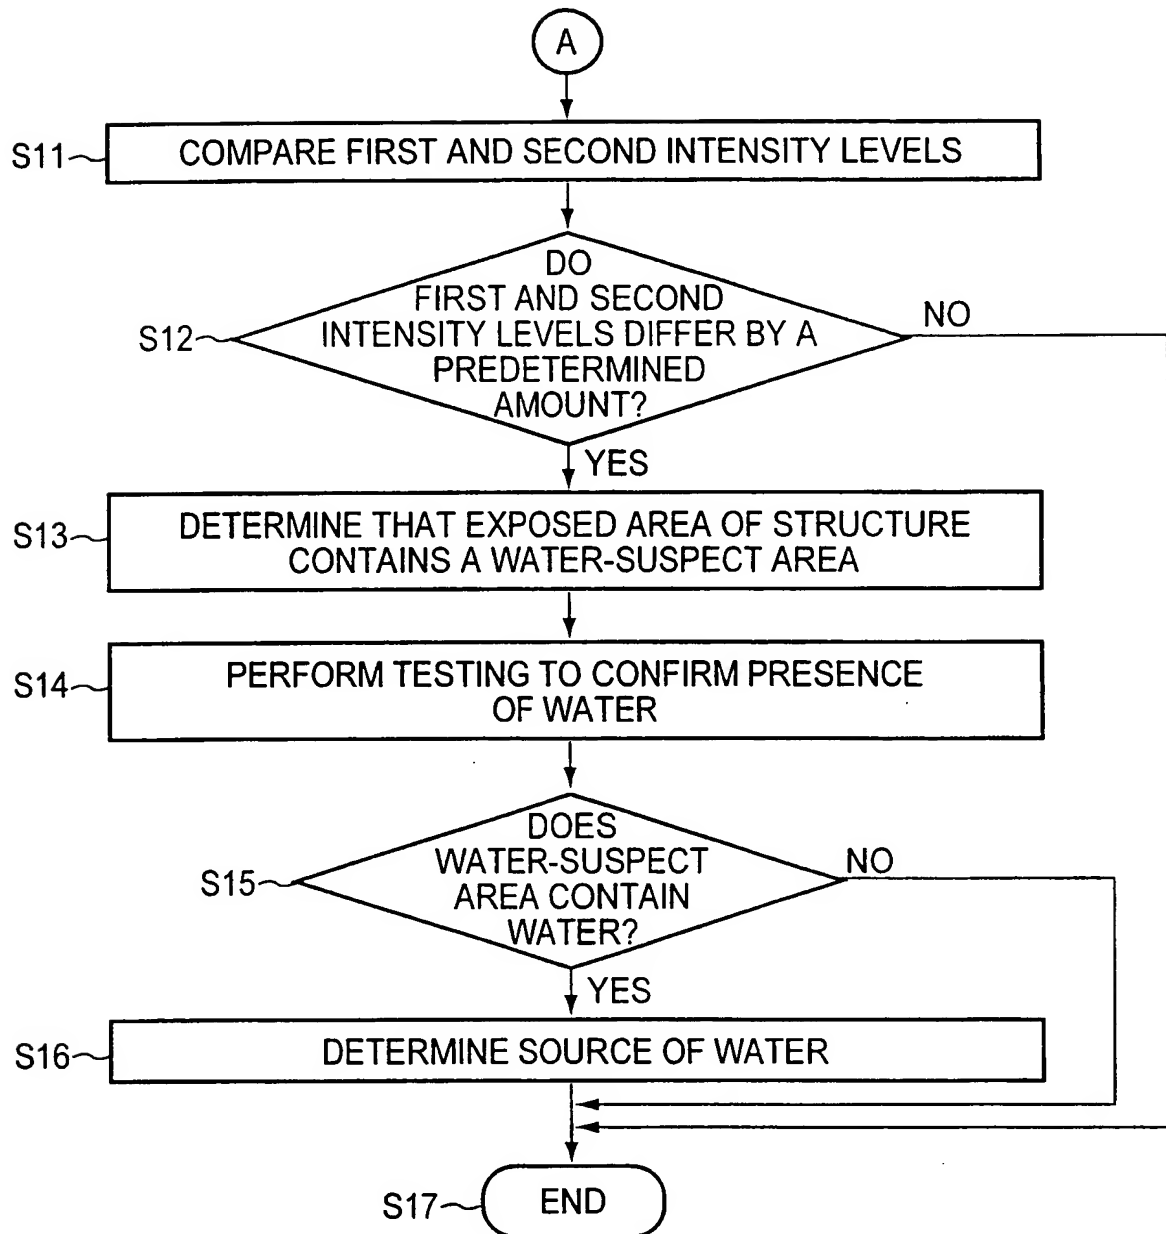 A
S11
COMPARE FIRST AND SECOND INTENSITY LEVELS
DO
FIRST AND SECOND
INTENSITY LEVELS DIFFER BY A
PREDETERMINED
AMOUNT?
S12
NO
YES
S13
DETERMINE THAT EXPOSED AREA OF STRUCTURE
CONTAINS A WATER-SUSPECT AREA
S14
PERFORM TESTING TO CONFIRM PRESENCE
OF WATER
DOES
WATER-SUSPECT
AREA CONTAIN
WATER?
S15
NO
YES
S16
DETERMINE SOURCE OF WATER
S17
END